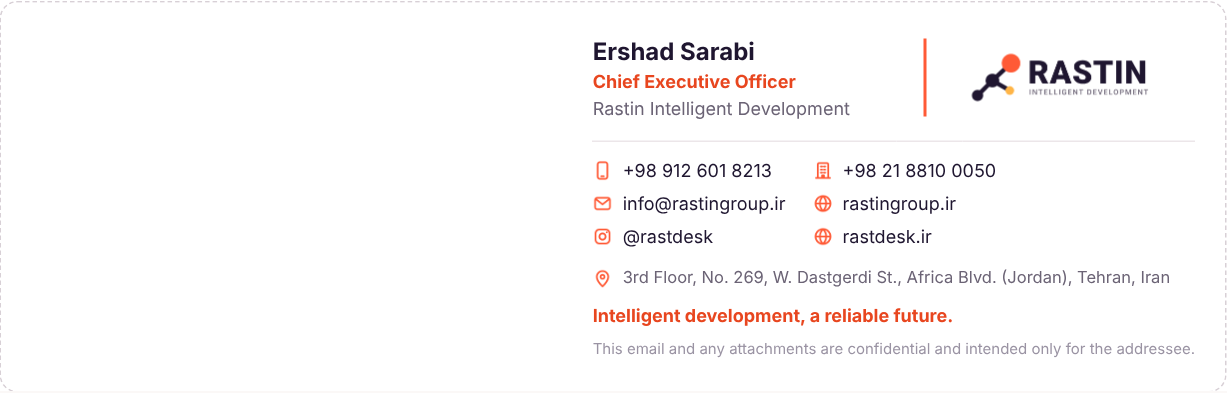 Ershad Sarabi
Chief Executive Officer
Rastin Intelligent Development
RASTIN
INTELLIGENT DEVELOPMENT
+98 912 601 8213
+98 21 8810 0050
info@rastingroup.ir
rastingroup.ir
@rastdesk
rastdesk.ir
3rd Floor, No. 269, W. Dastgerdi St., Africa Blvd. (Jordan), Tehran, Iran
Intelligent development, a reliable future.
This email and any attachments are confidential and intended only for the addressee.